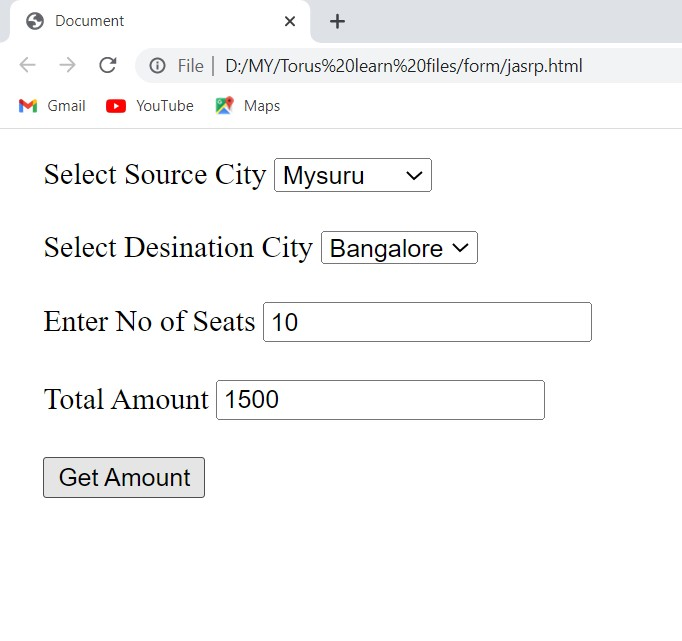 Document
File | D:/MY/Torus%20learn%20files/form/jasrp.html
Gmail YouTube Maps
Select Source City Mysuru
Select Desination City Bangalore
Enter No of Seats 10
Total Amount 1500
Get Amount